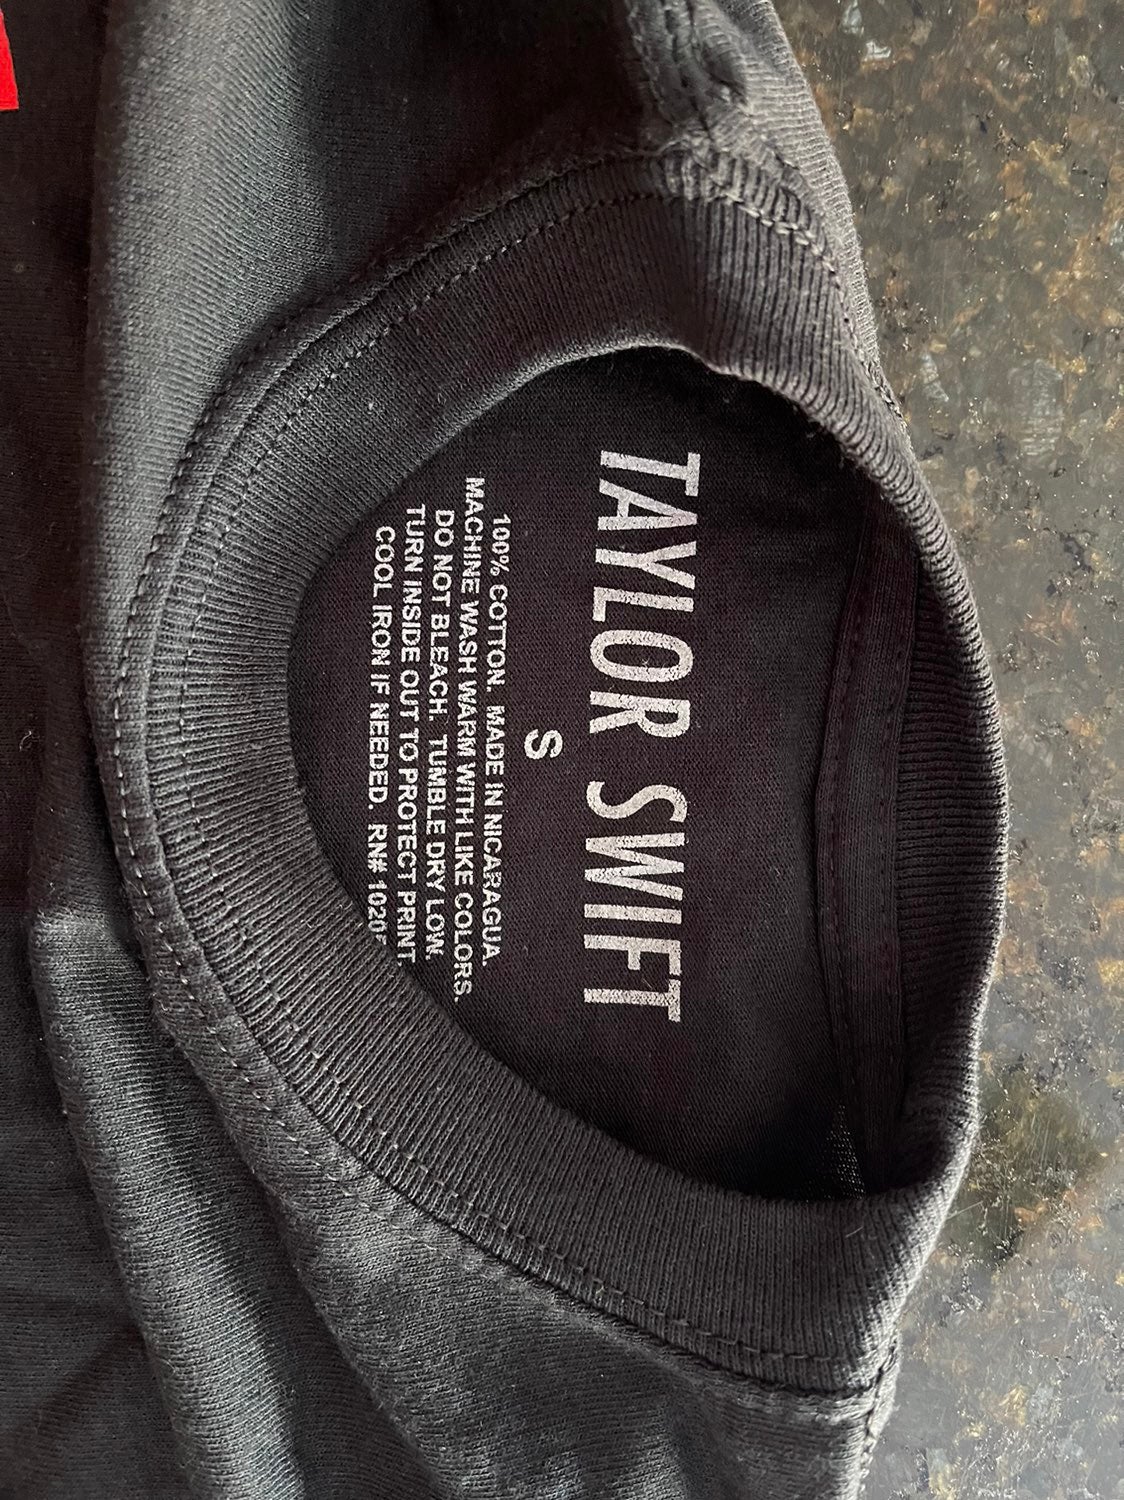 TAYLOR SWIFT
S
100% COTTON. MADE IN NICARAGUA.
MACHINE WASH WARM WITH LIKE COLORS.
DO NOT BLEACH. TUMBLE DRY LOW.
TURN INSIDE OUT TO PROTECT PRINT
COOL IRON IF NEEDED. RN#